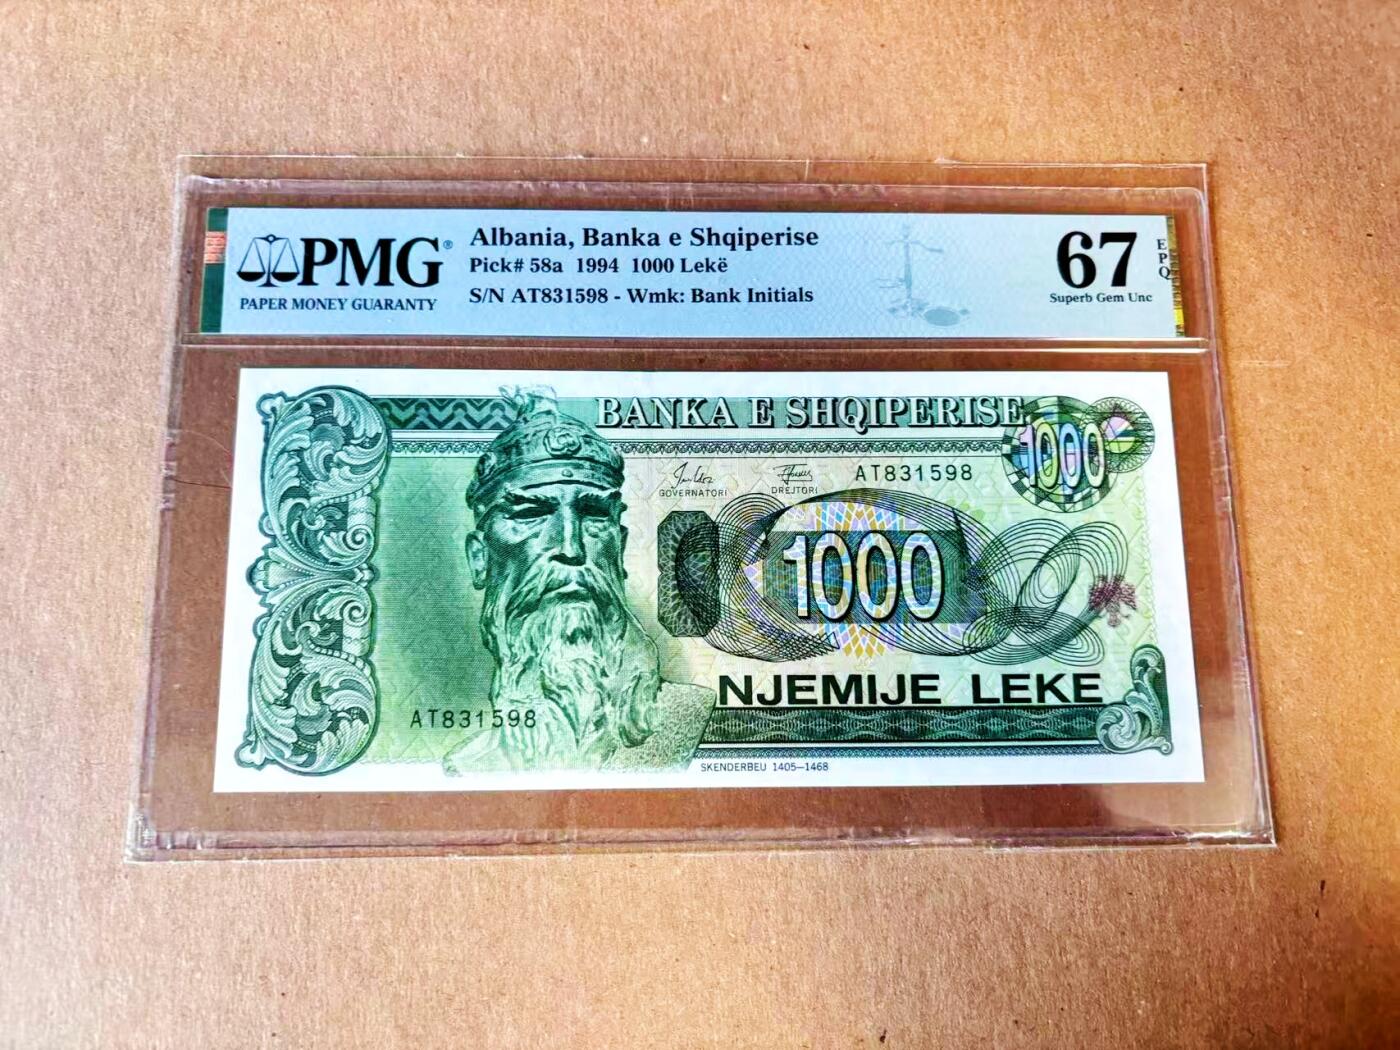 PMG®
PAPER MONEY GUARANTY
Albania, Banka e Shqiperise
Pick# 58a 1994 1000 Lekë
S/N AT831598 - Wmk: Bank Initials
67
EPQ
Superb Gem Unc
BANKA E SHQIPERISE
1000
GOVERNATORI
DREJTORI
AT831598
1000
NJEMIJE LEKE
AT831598
SKENDERBEU 1405–1468